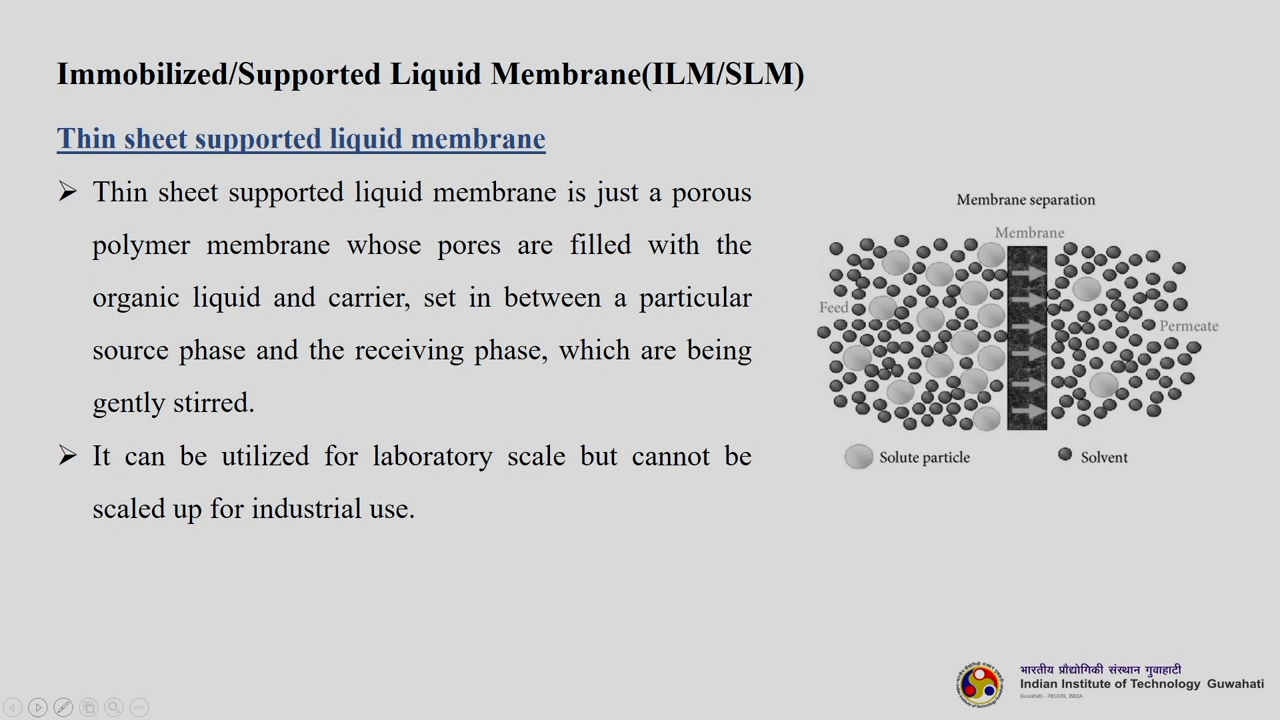 Immobilized/Supported Liquid Membrane(ILM/SLM)
Thin sheet supported liquid membrane
Thin sheet supported liquid membrane is just a porous
polymer membrane whose pores are filled with the
organic liquid and carrier, set in between a particular
source phase and the receiving phase, which are being
gently stirred.
It can be utilized for laboratory scale but cannot be
scaled up for industrial use.
Membrane separation
Membrane
Feed
Permeate
Solute particle
Solvent
भारतीय प्रौद्योगिकी संस्थान गुवाहाटी
Indian Institute of Technology Guwahati
Guwahati - 781039, INDIA